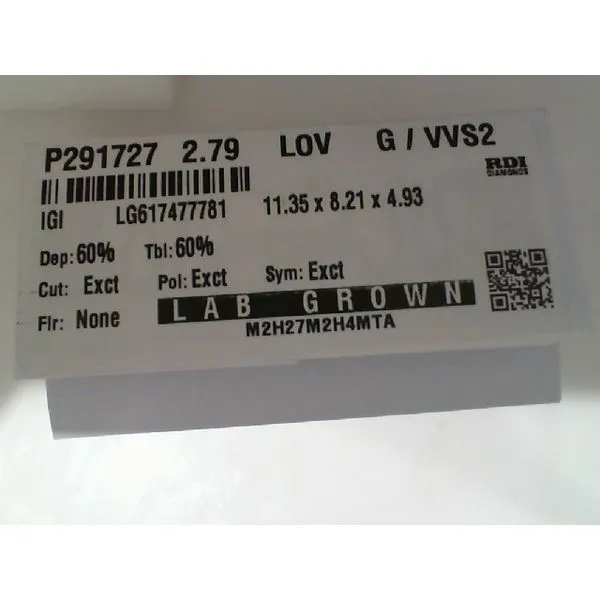 P291727 2.79 LOV G / VVS2
RDI
DIAMONDS
IGI LG617477781 11.35 x 8.21 x 4.93
Dep: 60% Tbl: 60%
Cut: Exct Pol: Exct Sym: Exct
LAB GROWN
Flr: None
M2H27M2H4MTA